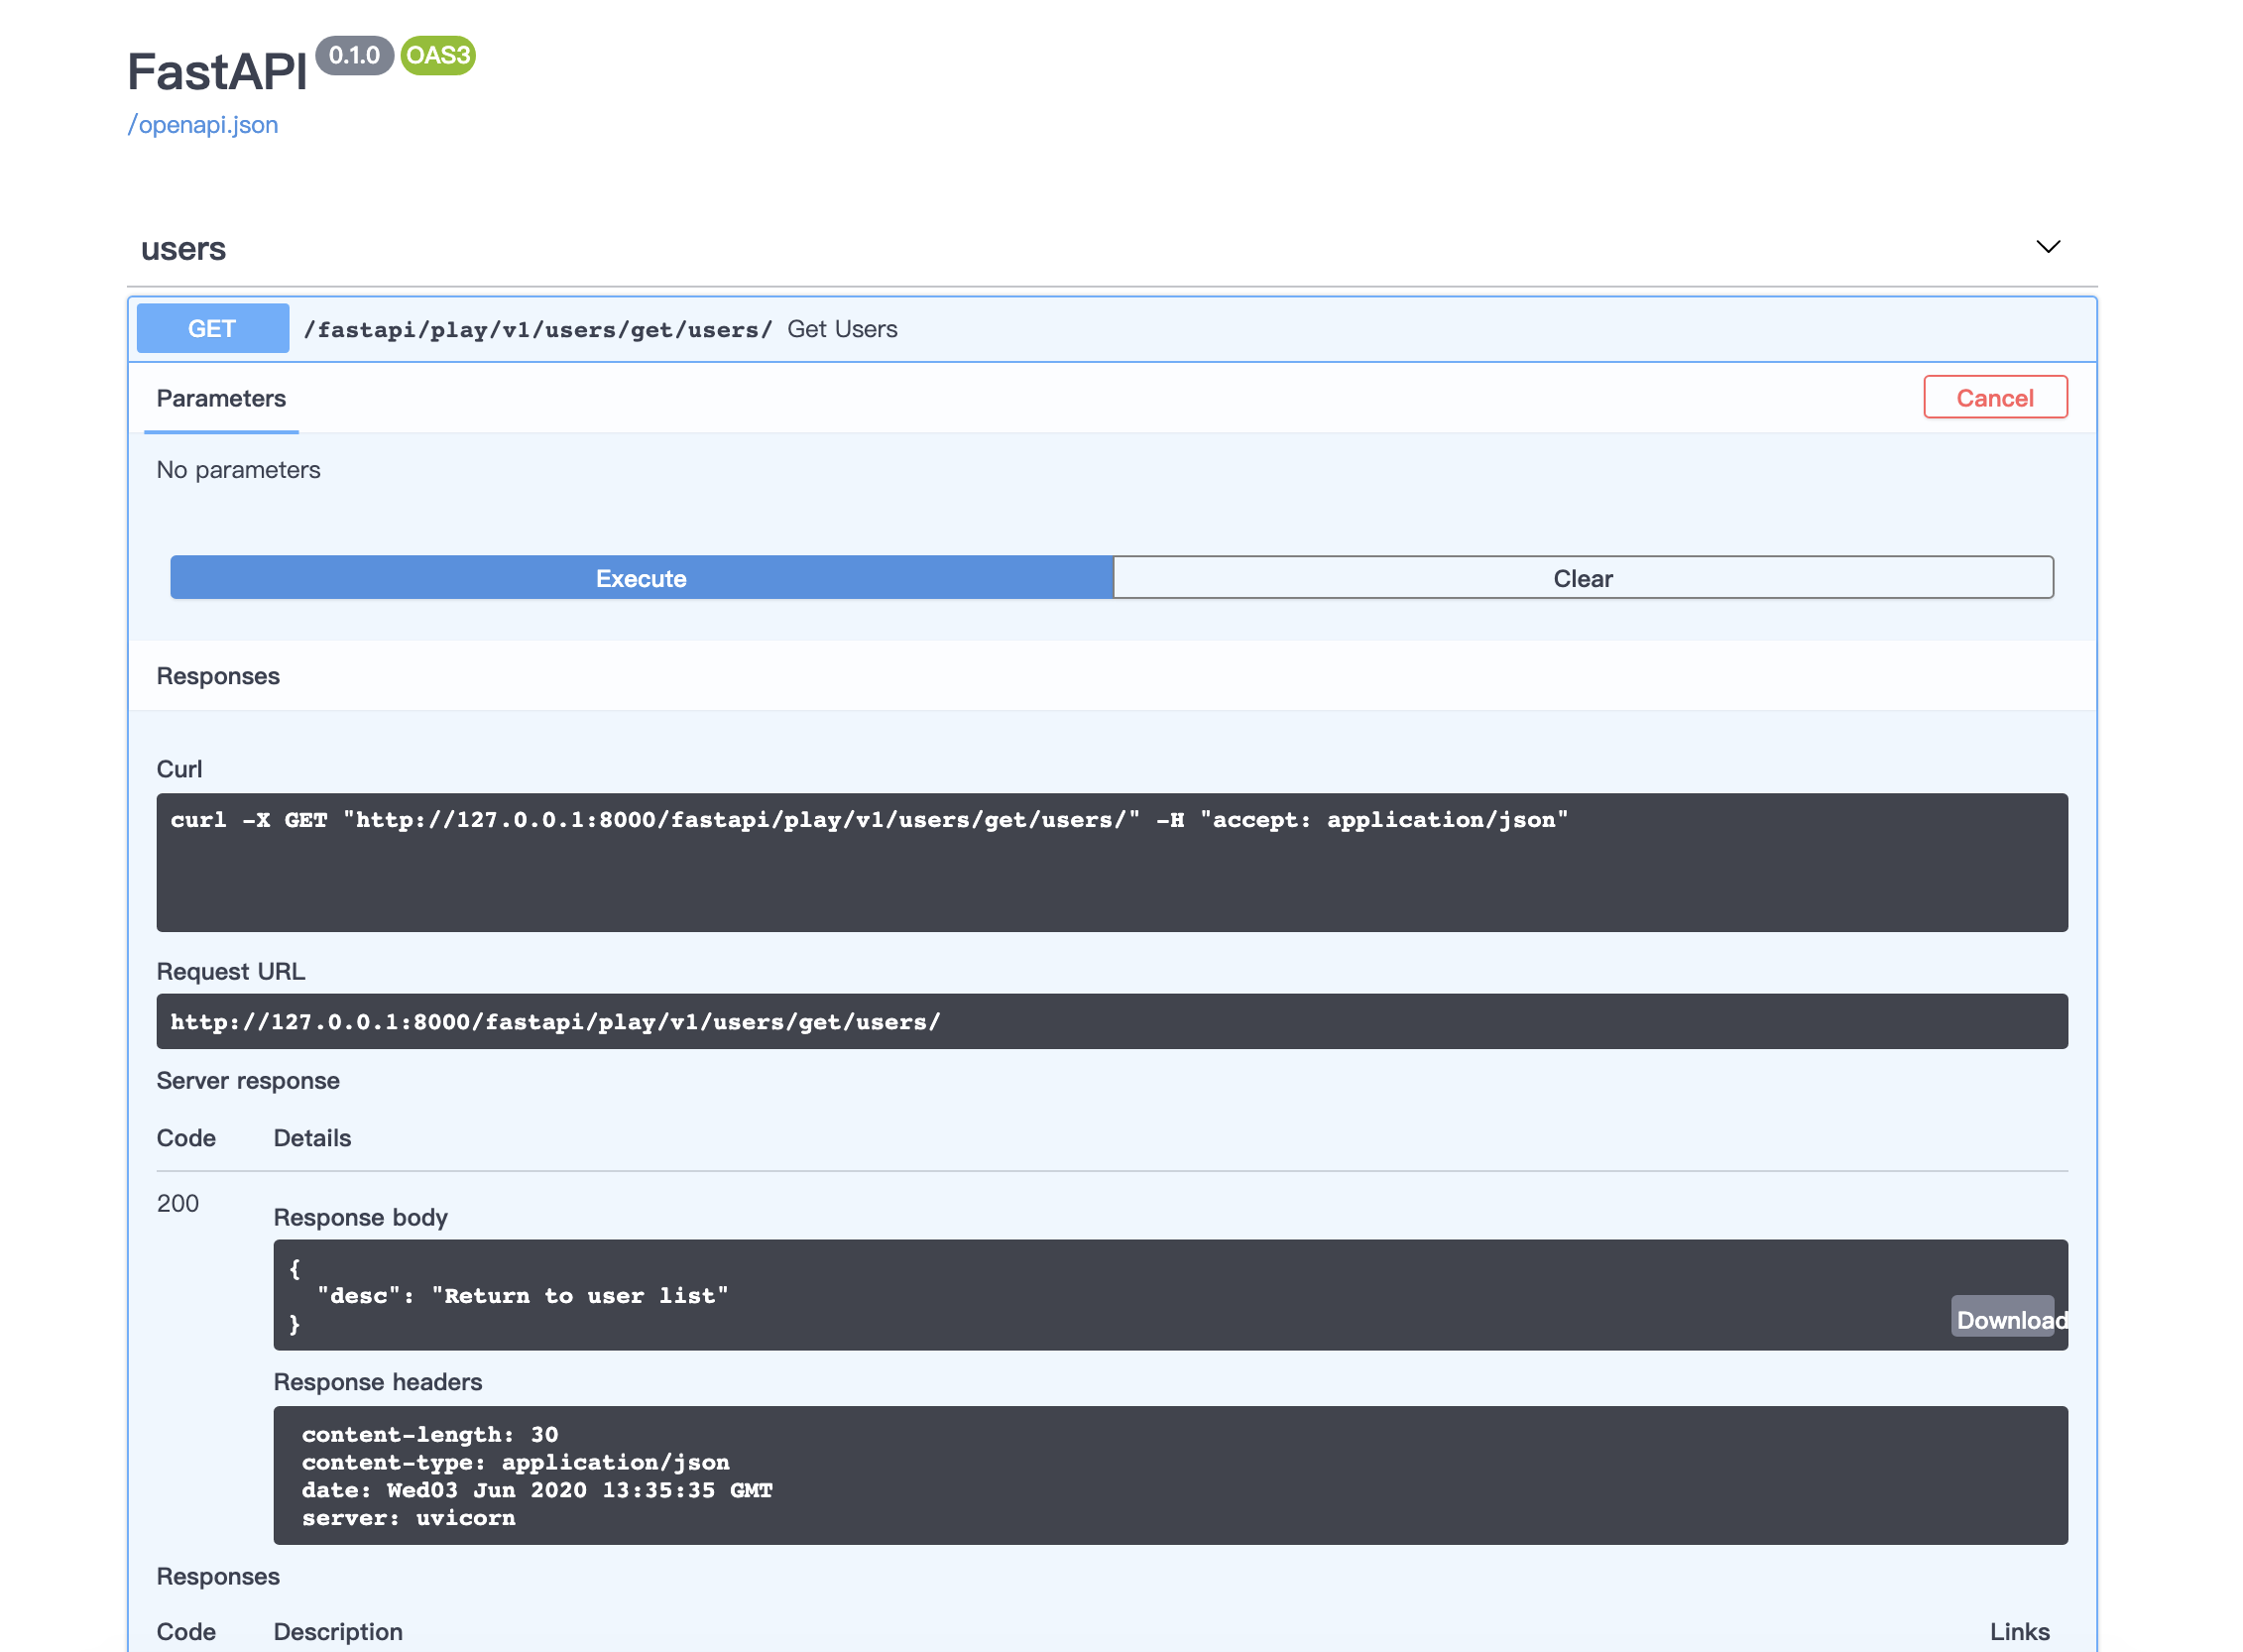 FastAPI 0.1.0 OAS3
/openapi.json
users
GET /fastapi/play/v1/users/get/users/ Get Users
Parameters Cancel
No parameters
Execute Clear
Responses
Curl
curl -X GET "http://127.0.0.1:8000/fastapi/play/v1/users/get/users/" -H "accept: application/json"
Request URL
http://127.0.0.1:8000/fastapi/play/v1/users/get/users/
Server response
Code Details
200
Response body
{
  "desc": "Return to user list"
}
Download
Response headers
content-length: 30
content-type: application/json
date: Wed03 Jun 2020 13:35:35 GMT
server: uvicorn
Responses
Code Description Links